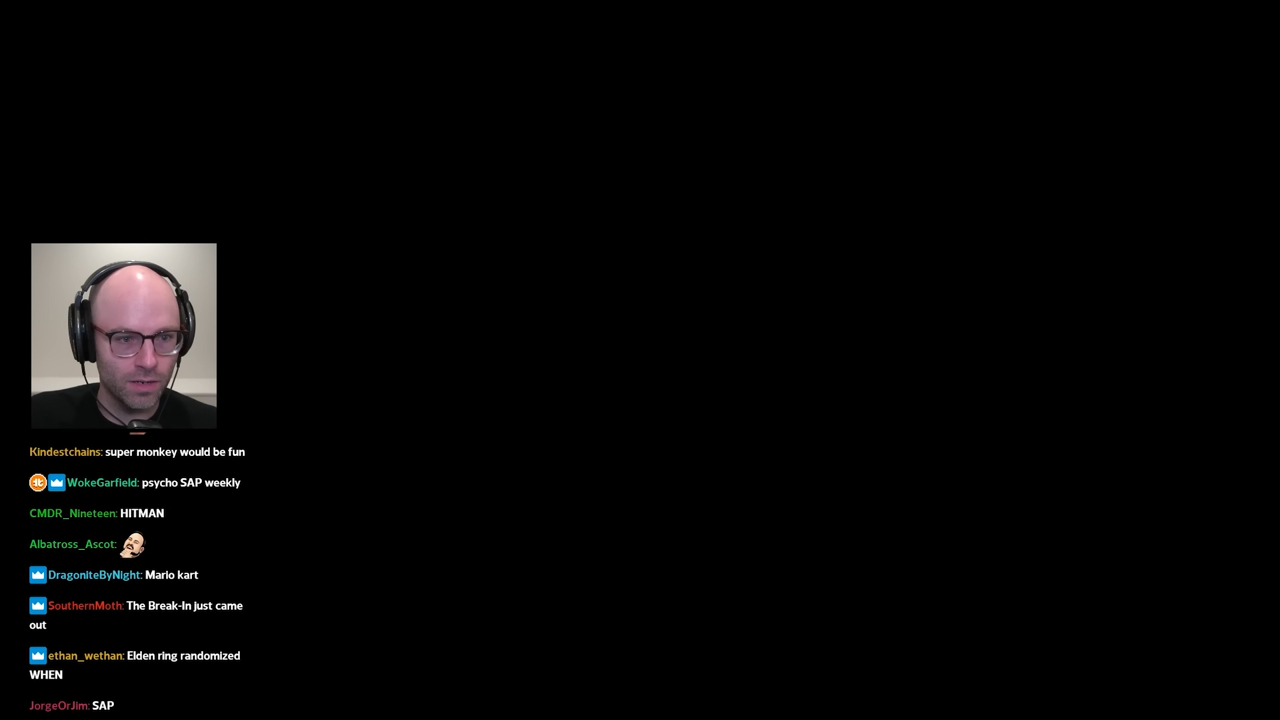 Kindestchains: super monkey would be fun
WokeGarfield: psycho SAP weekly
CMDR_Nineteen: HITMAN
Albatross_Ascot:
DragoniteByNight: Mario kart
SouthernMoth: The Break-In just came
out
ethan_wethan: Elden ring randomized
WHEN
JorgeOrJim: SAP